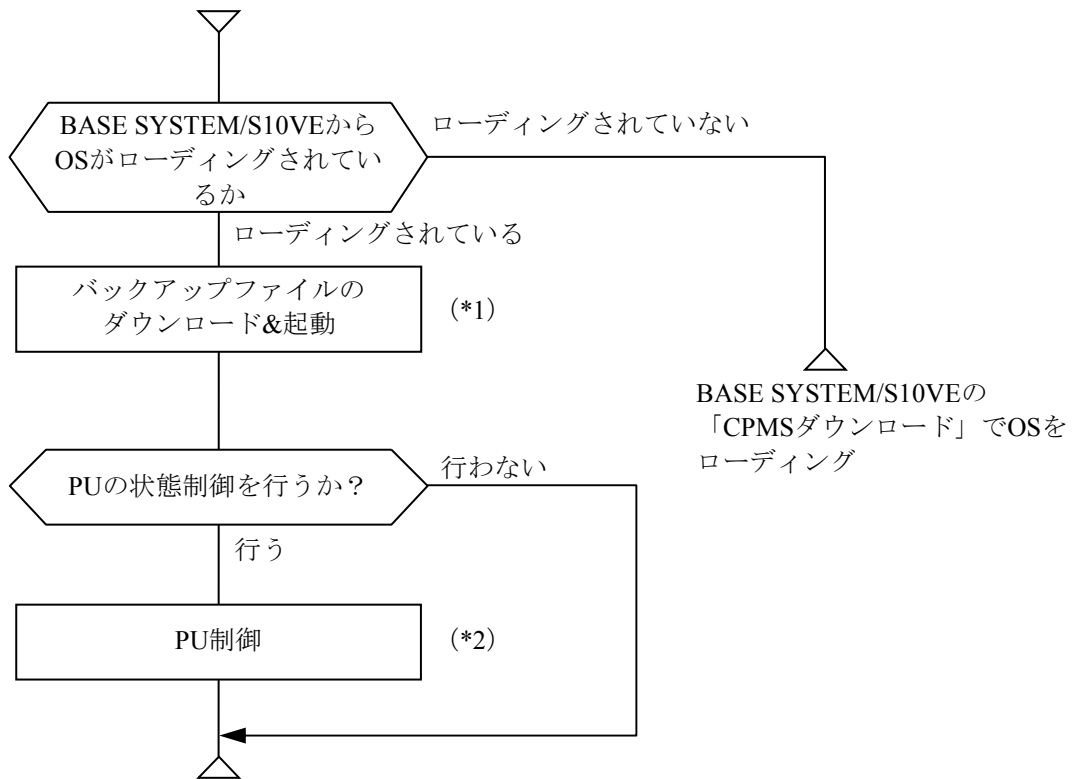 BASE SYSTEM/S10VEから
OSがローディングされてい
るか
ローディングされていない
ローディングされている
バックアップファイルの
ダウンロード&起動
(*1)
BASE SYSTEM/S10VEの
「CPMSダウンロード」でOSを
ローディング
PUの状態制御を行うか？
行わない
行う
PU制御
(*2)